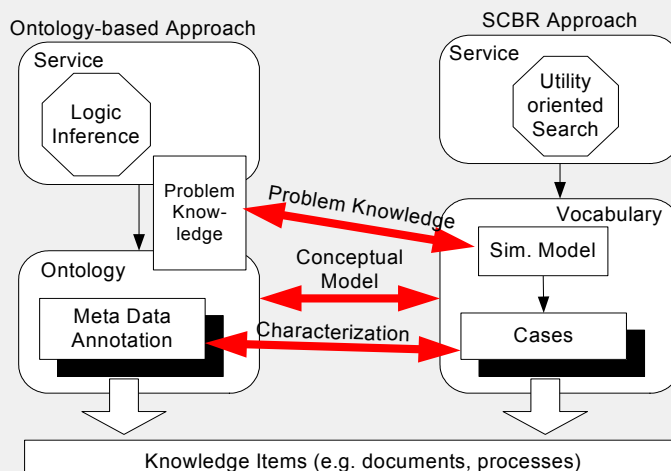 Ontology-based Approach
SCBR Approach
Service
Logic
Inference
Problem
Know-
ledge
Ontology
Meta Data
Annotation
Problem Knowledge
Conceptual
Model
Characterization
Service
Utility
oriented
Search
Vocabulary
Sim. Model
Cases
Knowledge Items (e.g. documents, processes)